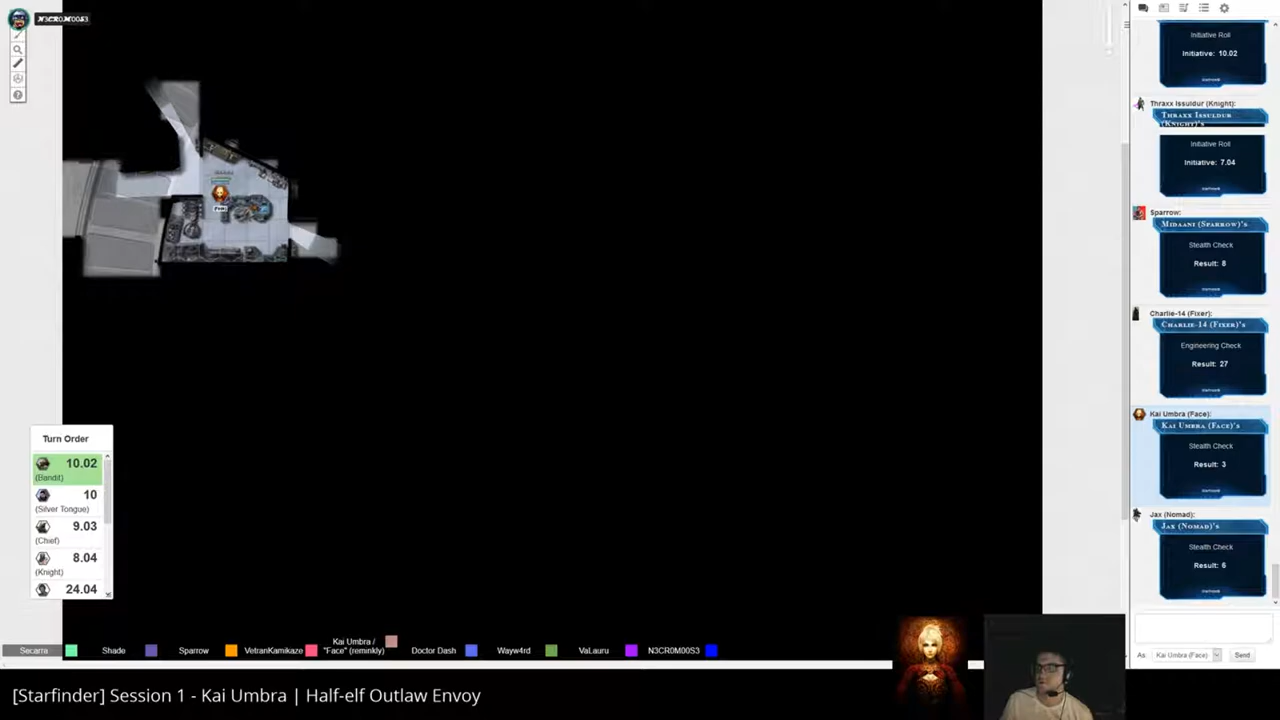 N3CR0M00S3
Initiative Roll
Initiative: 10.02
Thraxx Issuldur (Knight):
Thraxx Issuldur
(Knight)'s
Initiative Roll
Initiative: 7.04
Sparrow:
Midaani (Sparrow)'s
Stealth Check
Result: 8
Charlie-14 (Fixer):
Charlie-14 (Fixer)'s
Engineering Check
Result: 27
Kai Umbra (Face):
Kai Umbra (Face)'s
Stealth Check
Result: 3
Jax (Nomad):
Jax (Nomad)'s
Stealth Check
Result: 6
As Kai Umbra (Face) Send
Turn Order
10.02
(Bandit)
10
(Silver Tongue)
9.03
(Chief)
8.04
(Knight)
24.04
Secarra Shade Sparrow VetranKamikaze Kai Umbra / "Face" (remnkly) Doctor Dash Wayw4rd VaLauru N3CR0M00S3
[Starfinder] Session 1 - Kai Umbra | Half-elf Outlaw Envoy